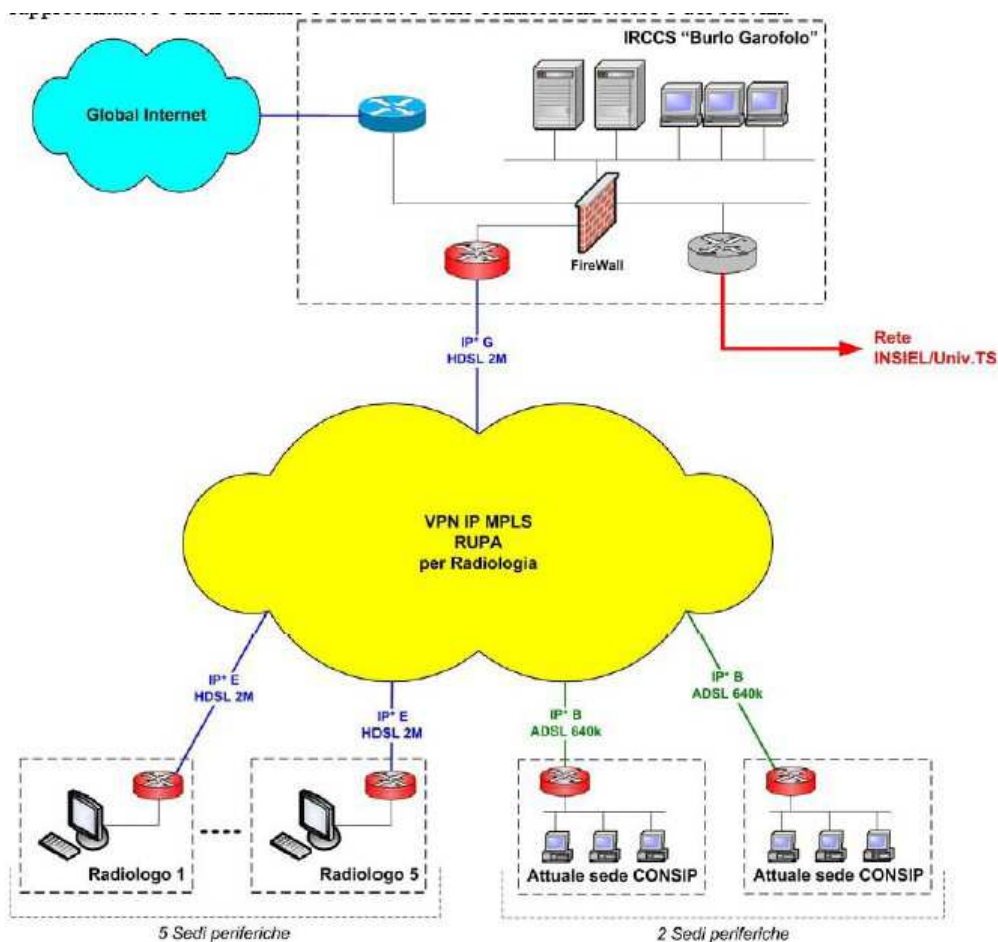 IRCCS “Burlo Garofolo”
Global Internet
FireWall
IP* G
HDSL 2M
Rete
INSIEL/Univ.TS
VPN IP MPLS
RUPA
per Radiologia
IP* E
HDSL 2M
IP* E
HDSL 2M
IP* B
ADSL 640k
IP* B
ADSL 640k
Radiologo 1
Radiologo 5
Attuale sede CONSIP
Attuale sede CONSIP
5 Sedi periferiche
2 Sedi periferiche